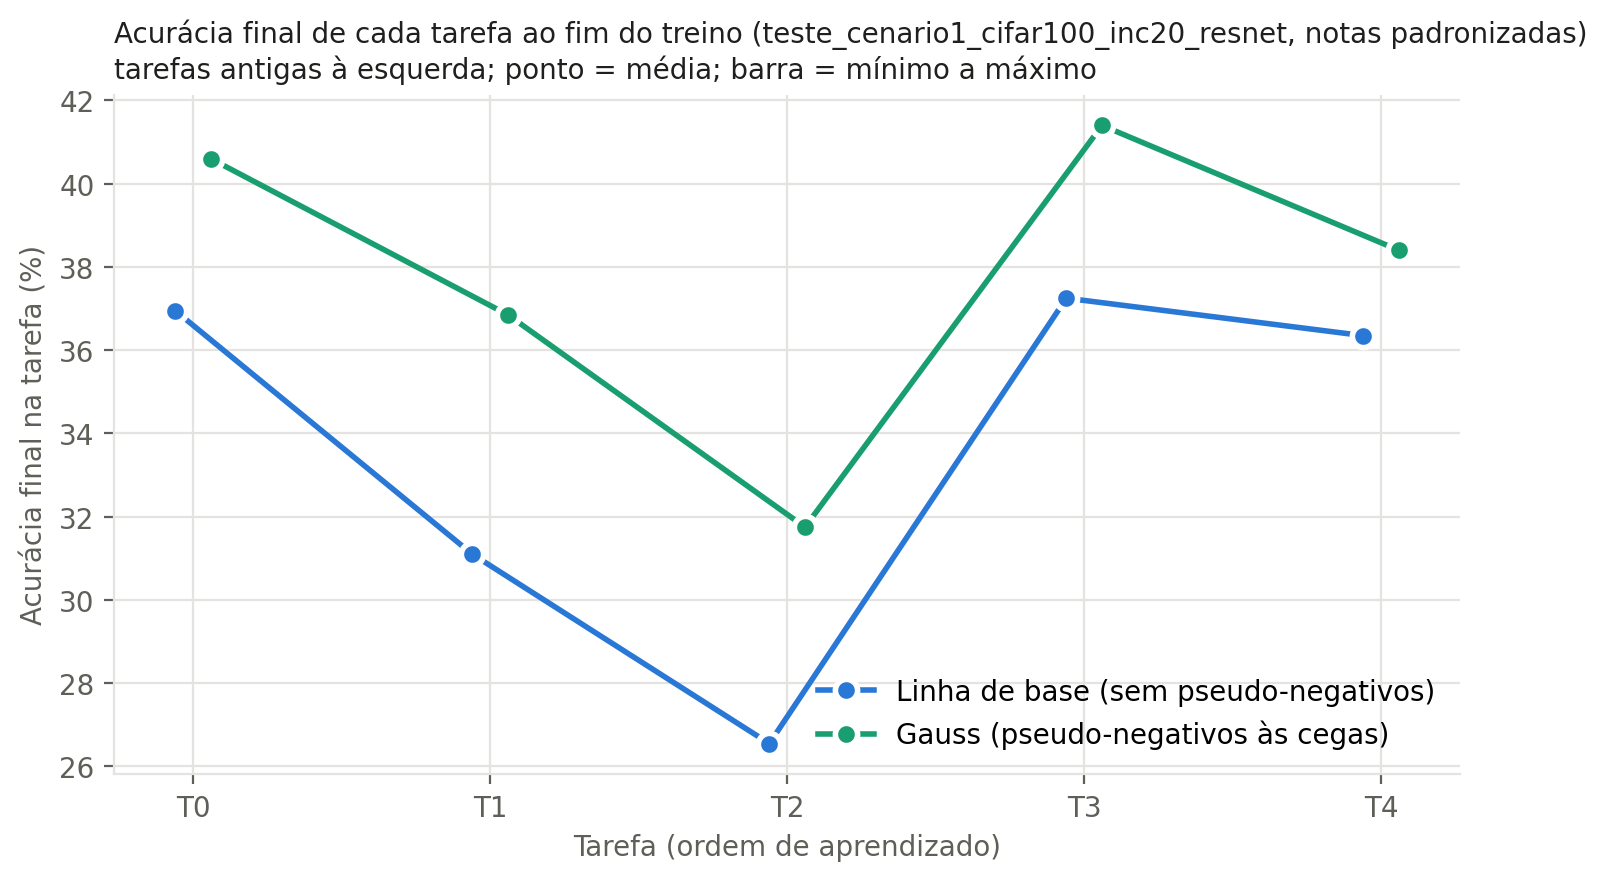 Acurácia final de cada tarefa ao fim do treino (teste_cenario1_cifar100_inc20_resnet, notas padronizadas)
tarefas antigas à esquerda; ponto = média; barra = mínimo a máximo
Acurácia final na tarefa (%)
42
40
38
36
34
32
30
28
26
Linha de base (sem pseudo-negativos)
Gauss (pseudo-negativos às cegas)
T0
T1
T2
T3
T4
Tarefa (ordem de aprendizado)